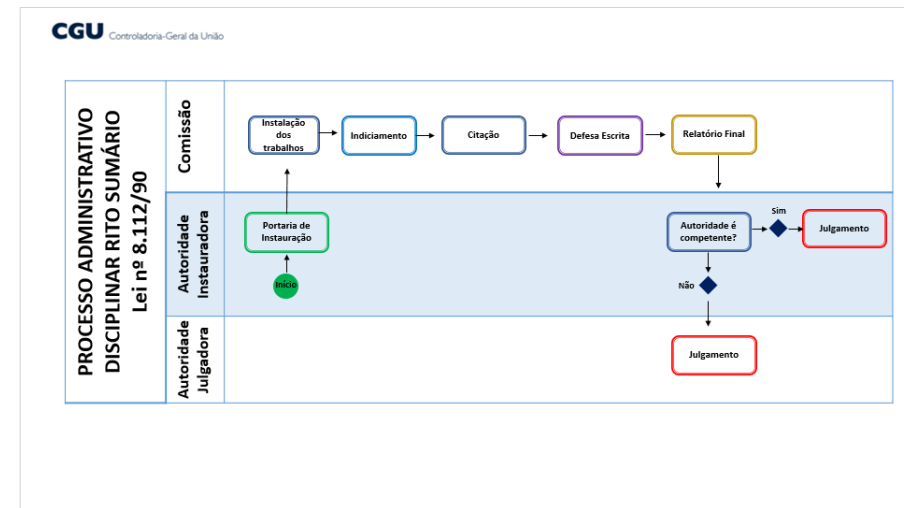 CGU Controladoria-Geral da União
PROCESSO ADMINISTRATIVO
DISCIPLINAR RITO SUMÁRIO
Lei nº 8.112/90
Comissão
Instalação
dos
trabalhos
Indiciamento
Citação
Defesa Escrita
Relatório Final
Autoridade
Instauradora
Portaria de
Instauração
Início
Autoridade é
competente?
Sim
Julgamento
Não
Autoridade
Julgadora
Julgamento